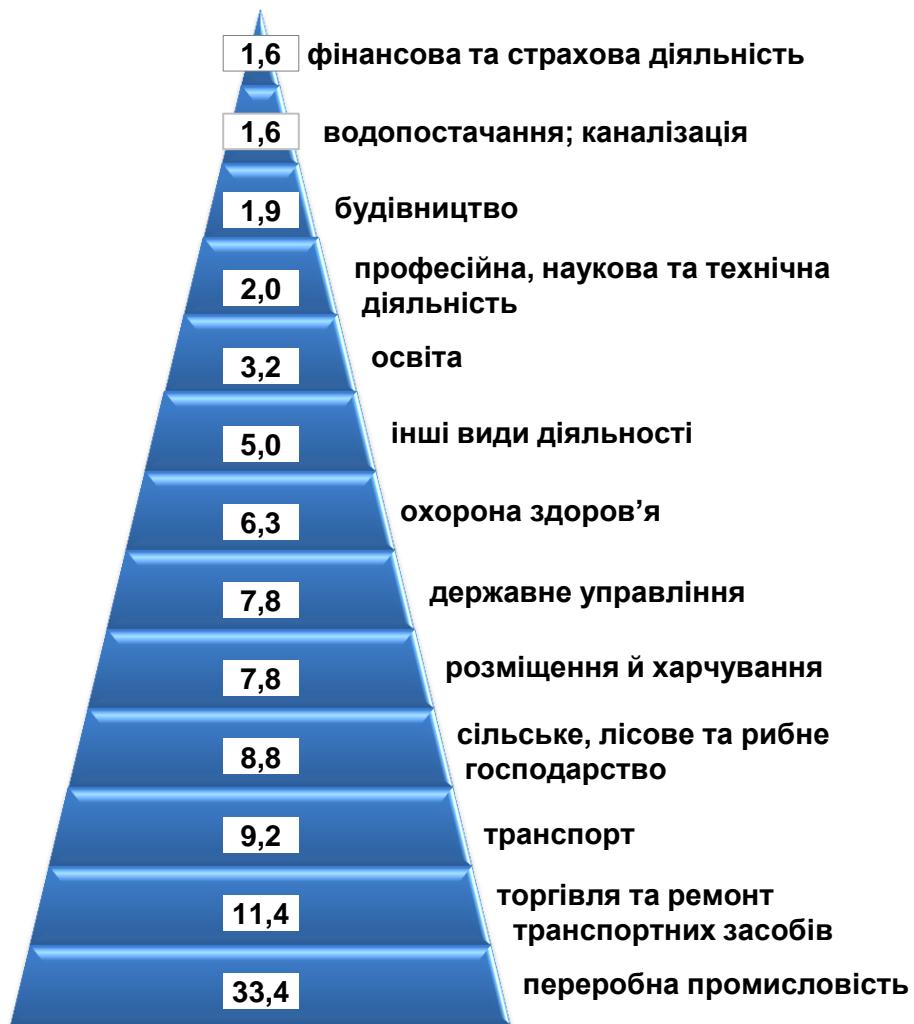 1,6 фінансова та страхова діяльність
1,6 водопостачання; каналізація
1,9 будівництво
2,0 професійна, наукова та технічна
діяльність
3,2 освіта
5,0 інші види діяльності
6,3 охорона здоров’я
7,8 державне управління
7,8 розміщення й харчування
8,8 сільське, лісове та рибне
господарство
9,2 транспорт
11,4 торгівля та ремонт
транспортних засобів
33,4 переробна промисловість